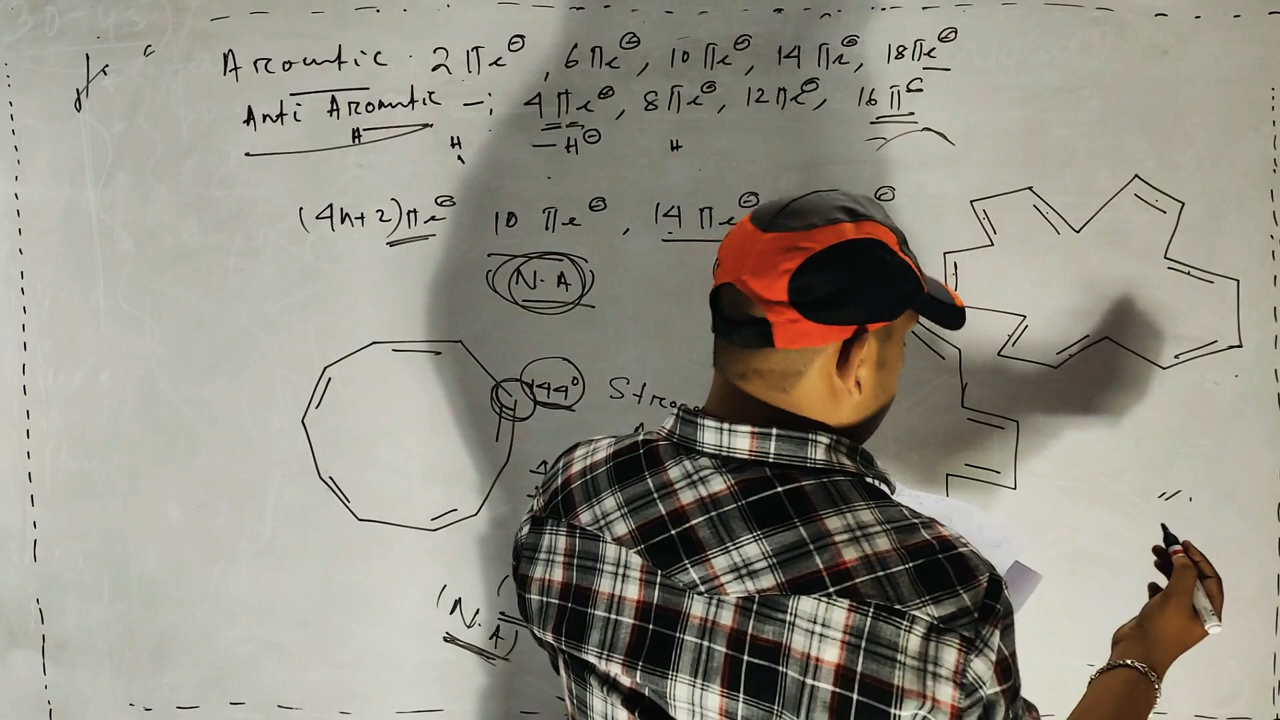 Aromatic · 2πe⊖, 6πe⊖, 10πe⊖, 14πe⊖, 18πe⊖
Anti Aromatic –; 4πe⊖, 8πe⊖, 12πe⊖, 16π
H H –H⊖ H
(4n+2)πe⊖ 10 πe⊖, 14 πe⊖ ⊖
N.A
144°
(N.A)